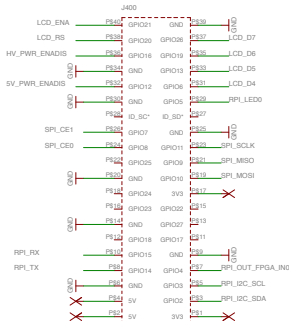 J400
LCD_ENA P$40 GPIO21 GND P$39 GND
LCD_RS P$38 GPIO20 GPIO26 P$37 LCD_D7
HV_PWR_ENADIS P$36 GPIO16 GPIO19 P$35 LCD_D6
GND P$34 GND GPIO13 P$33 LCD_D5
5V_PWR_ENADIS P$32 GPIO12 GPIO6 P$31 LCD_D4
GND P$30 GND GPIO5 P$29 RPI_LED0
P$28 ID_SC* ID_SD* P$27
SPI_CE1 P$26 GPIO7 GND P$25 GND
SPI_CE0 P$24 GPIO8 GPIO11 P$23 SPI_SCLK
P$22 GPIO25 GPIO9 P$21 SPI_MISO
GND P$20 GND GPIO10 P$19 SPI_MOSI
P$18 GPIO24 3V3 P$17
P$16 GPIO23 GPIO22 P$15
GND P$14 GND GPIO27 P$13
P$12 GPIO18 GPIO17 P$11
RPI_RX P$10 GPIO15 GND P$9 GND
RPI_TX P$8 GPIO14 GPIO4 P$7 RPI_OUT_FPGA_IN0
GND P$6 GND GPIO3 P$5 RPI_I2C_SCL
P$4 5V GPIO2 P$3 RPI_I2C_SDA
P$2 5V 3V3 P$1